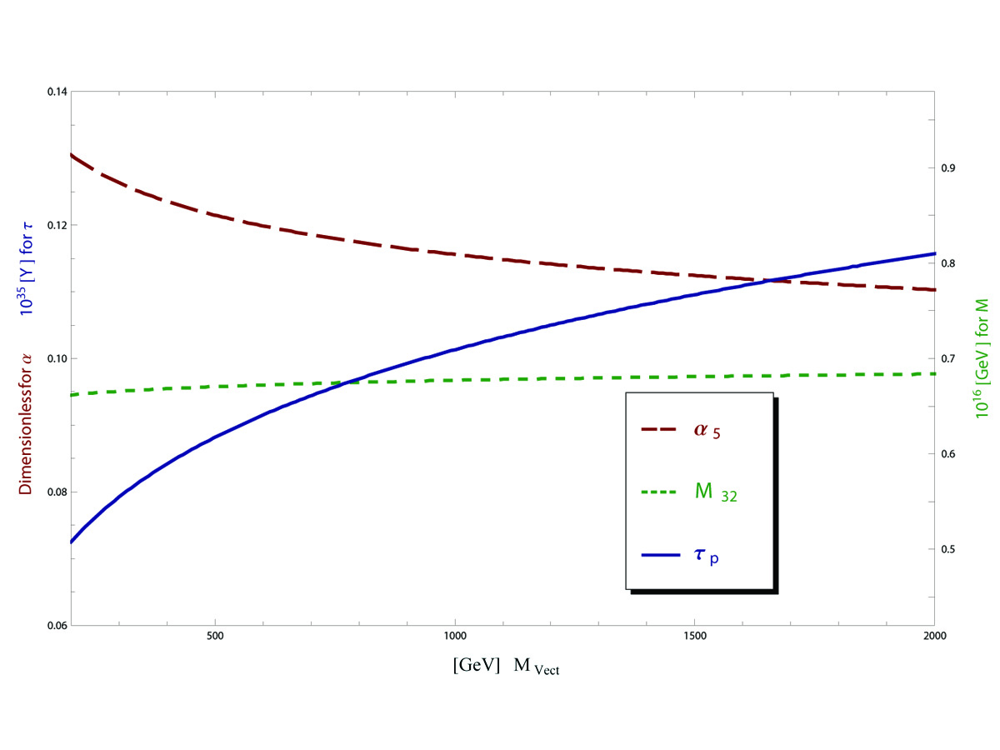 0.14
0.12
0.10
0.08
0.06
0.9
0.8
0.7
0.6
0.5
500
1000
1500
2000
Dimensionlessfor α
10³⁵ [Y] for τ
10¹⁶ [GeV] for M
α 5
M 32
τ p
[GeV] M Vect